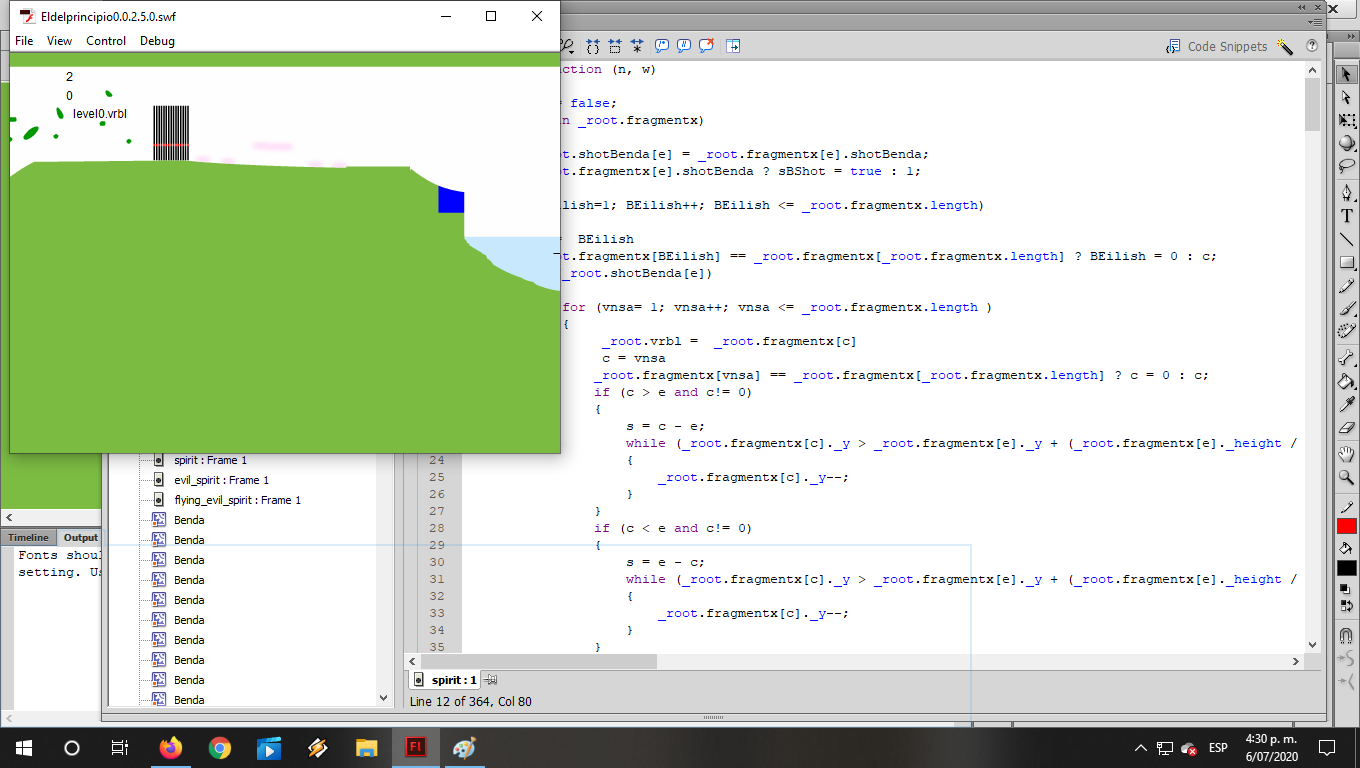 Eldelprincipio0.0.2.5.0.swf
File View Control Debug
2
0
level0.vrbl
Code Snippets
ction (n, w)
= false;
n _root.fragmentx)
t.shotBenda[e] = _root.fragmentx[e].shotBenda;
t.fragmentx[e].shotBenda ? sBShot = true : 1;
ilish=1; BEilish++; BEilish <= _root.fragmentx.length)
= BEilish
t.fragmentx[BEilish] == _root.fragmentx[_root.fragmentx.length] ? BEilish = 0 : c;
_root.shotBenda[e])
for (vnsa= 1; vnsa++; vnsa <= _root.fragmentx.length )
{
_root.vrbl = _root.fragmentx[c]
c = vnsa
_root.fragmentx[vnsa] == _root.fragmentx[_root.fragmentx.length] ? c = 0 : c;
if (c > e and c!= 0)
{
s = c - e;
while (_root.fragmentx[c]._y > _root.fragmentx[e]._y + (_root.fragmentx[e]._height /
24 {
25 _root.fragmentx[c]._y--;
26 }
27 }
28 if (c < e and c!= 0)
29 {
30 s = e - c;
31 while (_root.fragmentx[c]._y > _root.fragmentx[e]._y + (_root.fragmentx[e]._height /
32 {
33 _root.fragmentx[c]._y--;
34 }
35 }
spirit : Frame 1
evil_spirit : Frame 1
flying_evil_spirit : Frame 1
Benda
Benda
Benda
Benda
Benda
Benda
Benda
Benda
Benda
Benda
Timeline Output
Fonts shou
setting. Us
spirit : 1
Line 12 of 364, Col 80
ESP
4:30 p. m.
6/07/2020